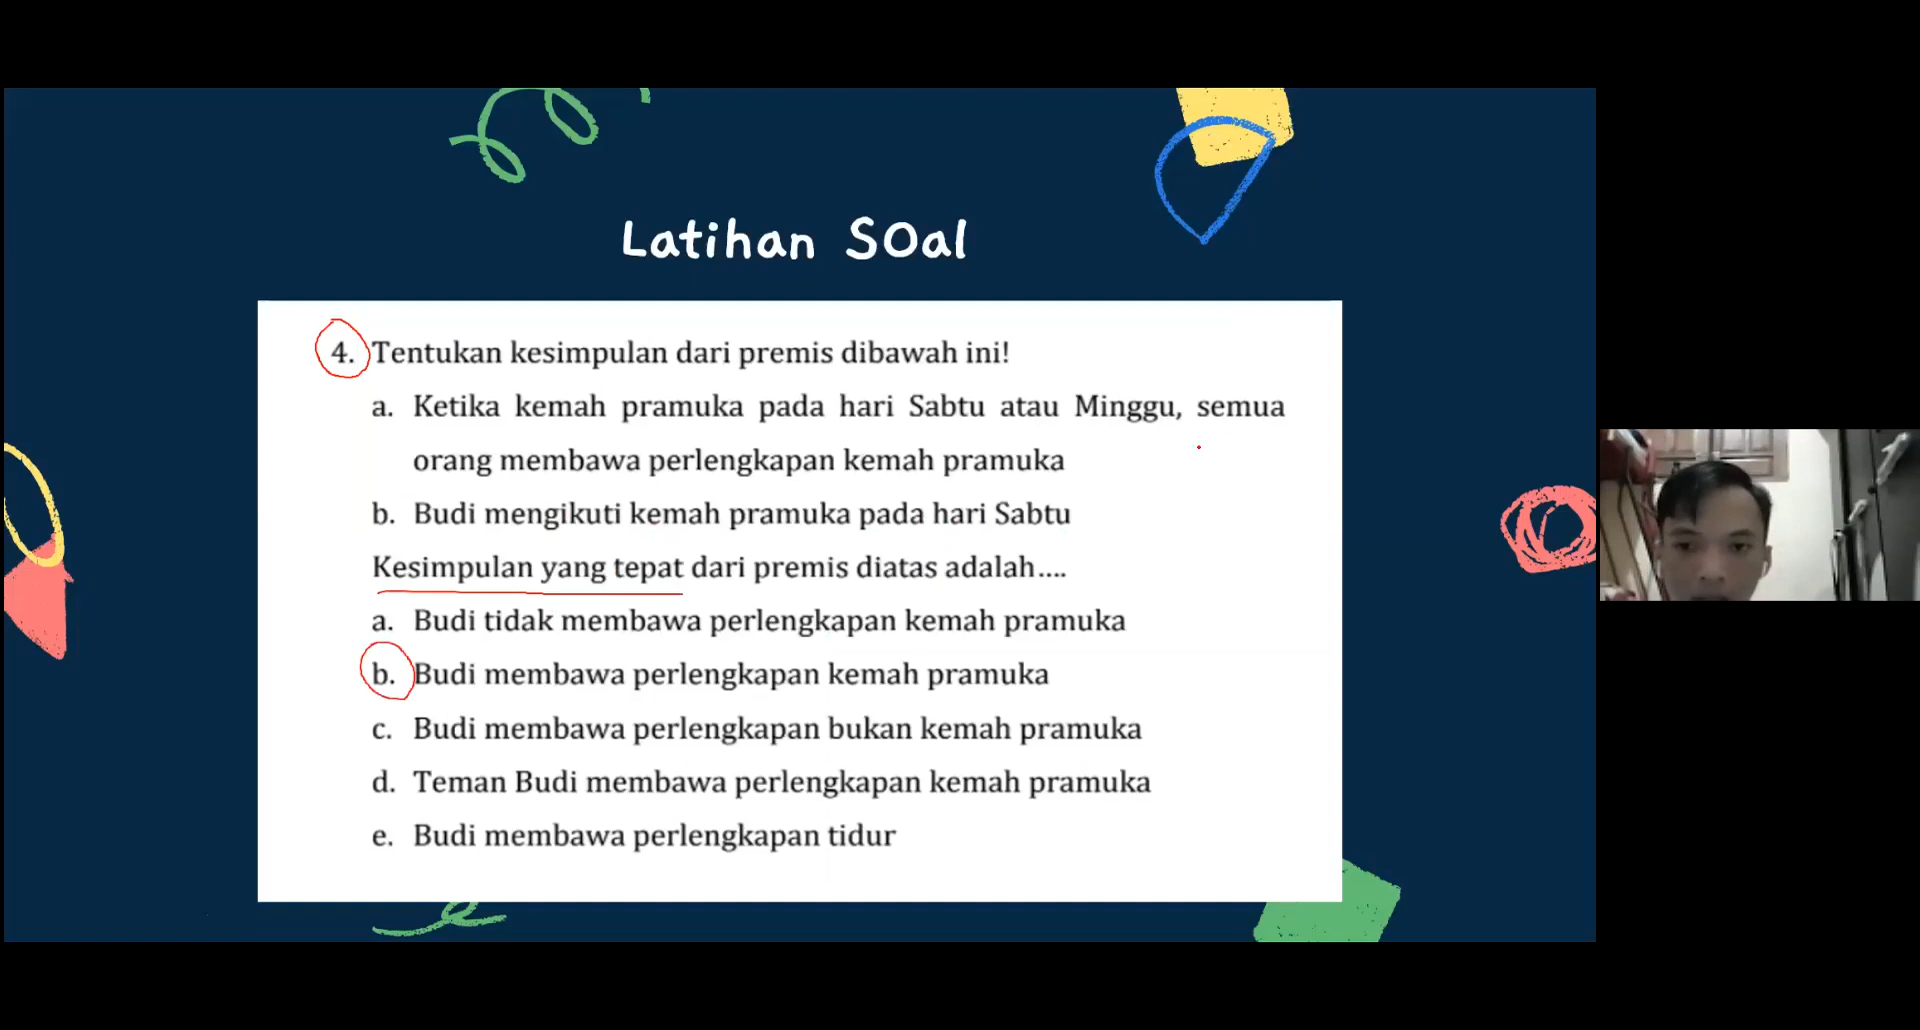 Latihan SOal
4. Tentukan kesimpulan dari premis dibawah ini!
a. Ketika kemah pramuka pada hari Sabtu atau Minggu, semua
orang membawa perlengkapan kemah pramuka
b. Budi mengikuti kemah pramuka pada hari Sabtu
Kesimpulan yang tepat dari premis diatas adalah....
a. Budi tidak membawa perlengkapan kemah pramuka
b. Budi membawa perlengkapan kemah pramuka
c. Budi membawa perlengkapan bukan kemah pramuka
d. Teman Budi membawa perlengkapan kemah pramuka
e. Budi membawa perlengkapan tidur